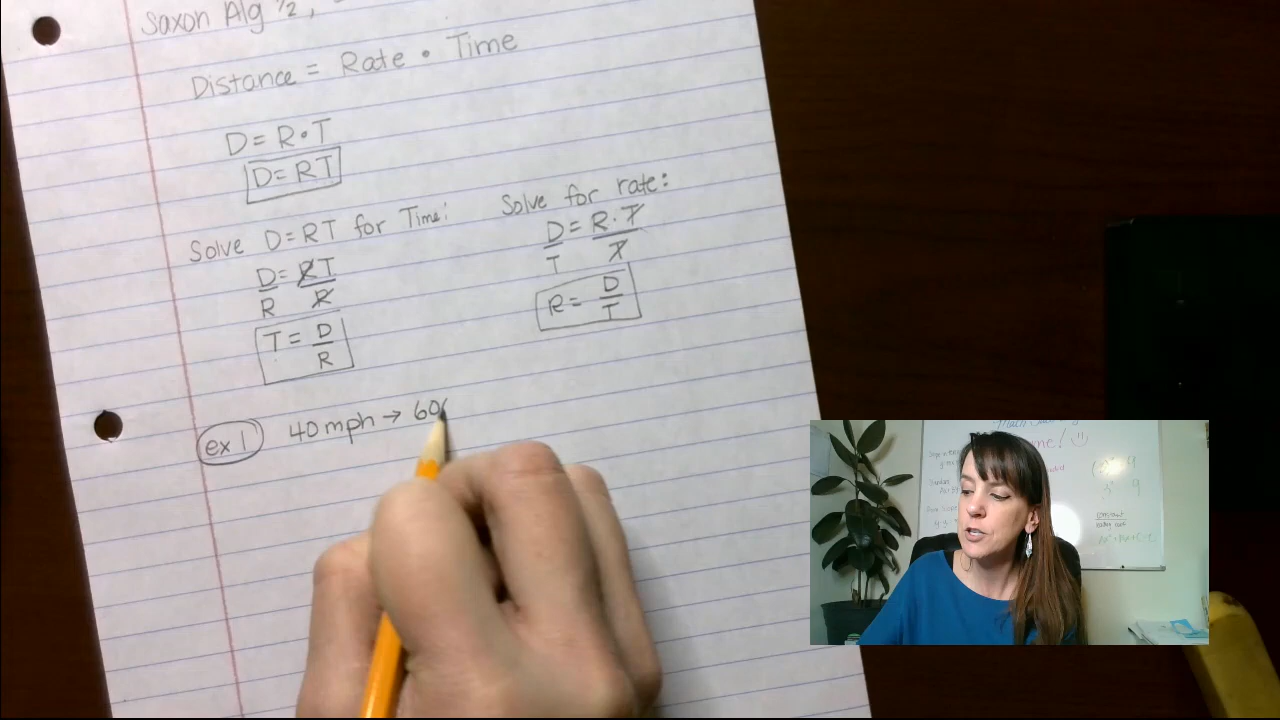 Saxon Alg 1/2,
Distance = Rate • Time
D = R • T
D = RT
Solve D = RT for Time:
D = RT
R R
T = D
R
Solve for rate:
D = R · T
T T
R = D
T
ex 1 40 mph → 60